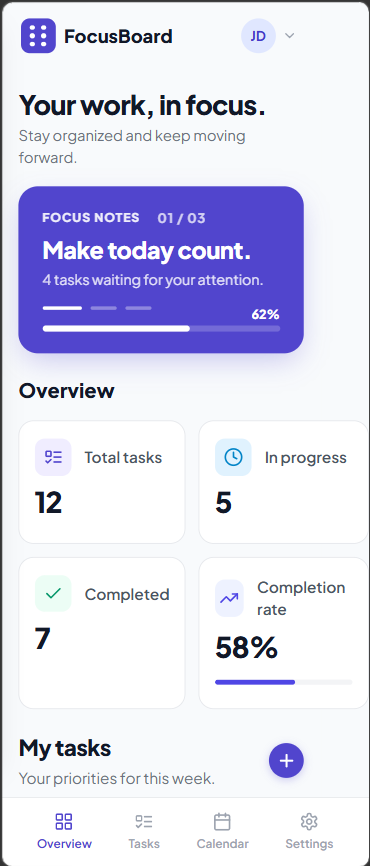 FocusBoard
JD
Your work, in focus.
Stay organized and keep moving
forward.
FOCUS NOTES 01 / 03
Make today count.
4 tasks waiting for your attention.
62%
Overview
Total tasks
12
In progress
5
Completed
7
Completion
rate
58%
My tasks
Your priorities for this week.
Overview
Tasks
Calendar
Settings